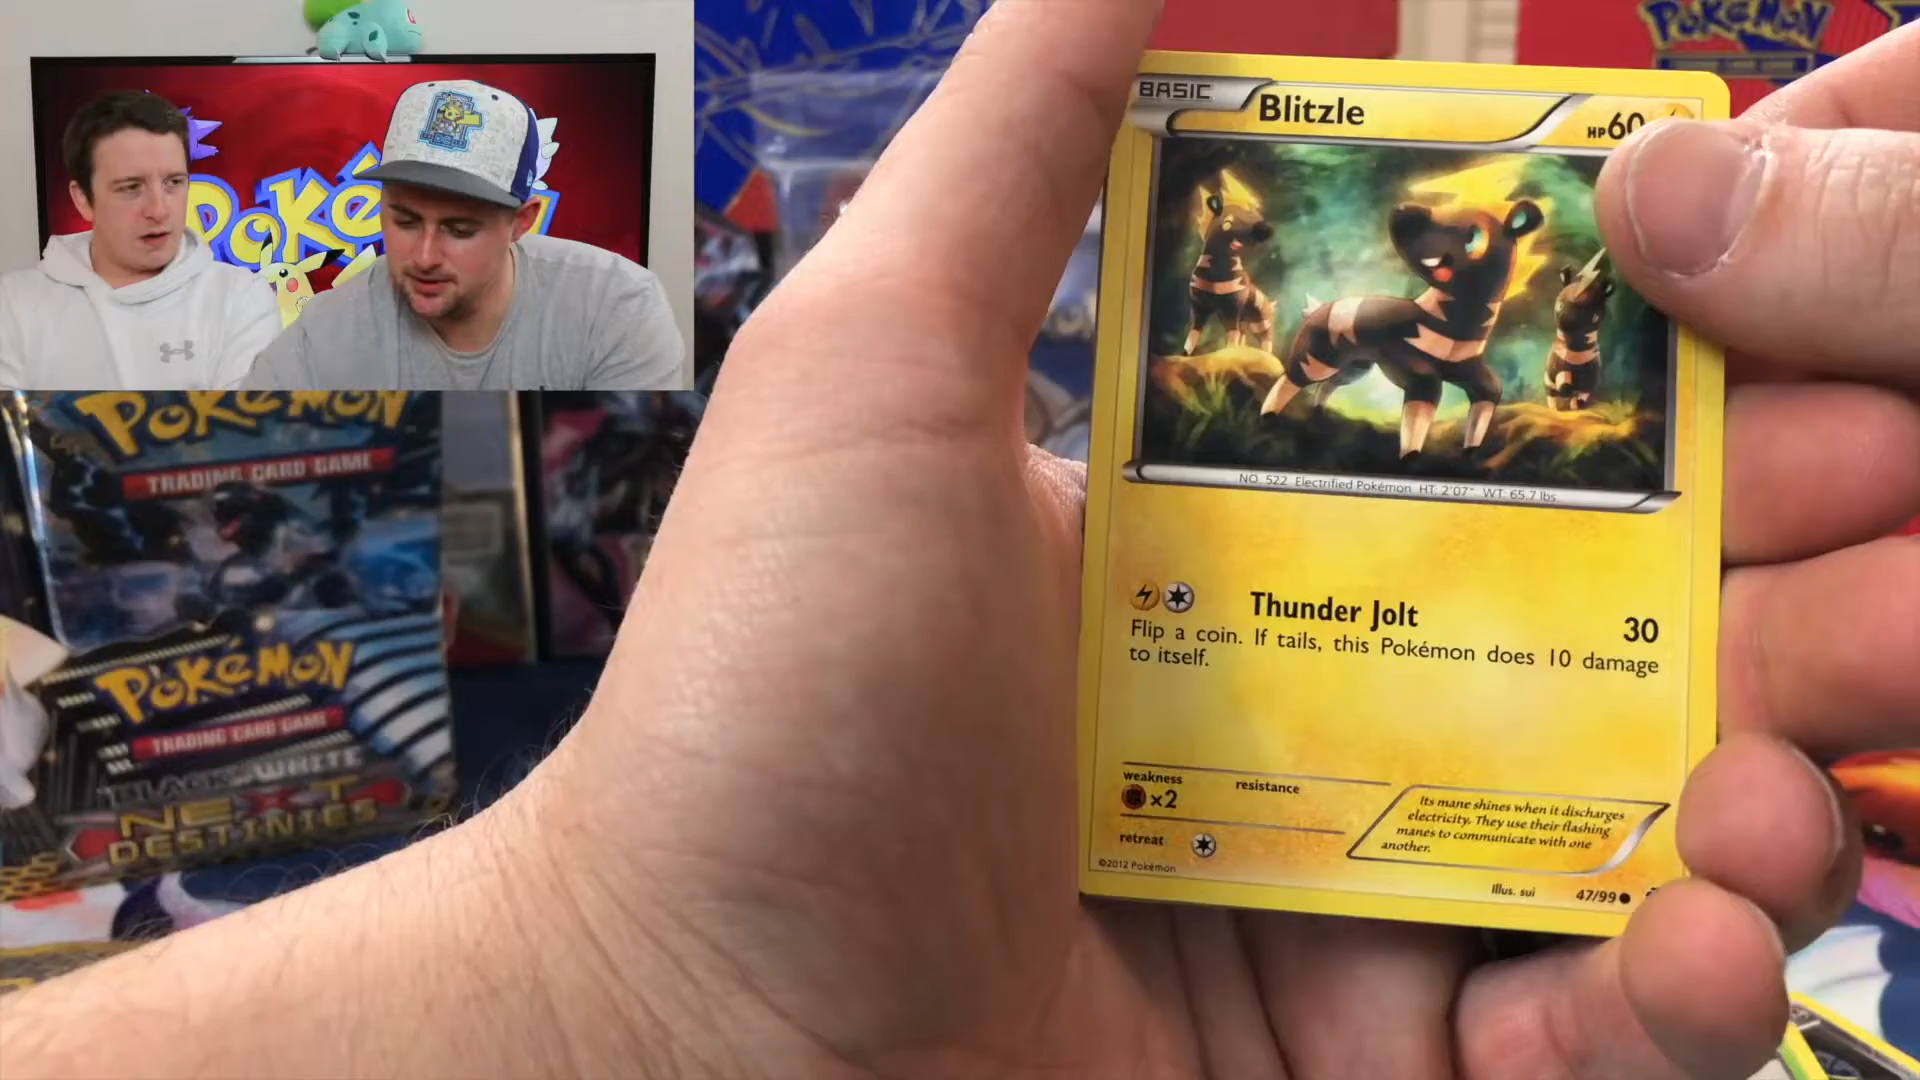 POKÉMON
POKé
BASIC
Blitzle
HP60
NO. 522 Electrified Pokémon HT: 2'07" WT: 65.7 lbs
Thunder Jolt
30
Flip a coin. If tails, this Pokémon does 10 damage
to itself.
weakness
×2
resistance
retreat
Its mane shines when it discharges
electricity. They use their flashing
manes to communicate with one
another.
©2012 Pokémon
Illus. sui
47/99
POKéMON
TRADING CARD GAME
POKéMON
TRADING CARD GAME
BLACK & WHITE
NEXT
DESTINIES